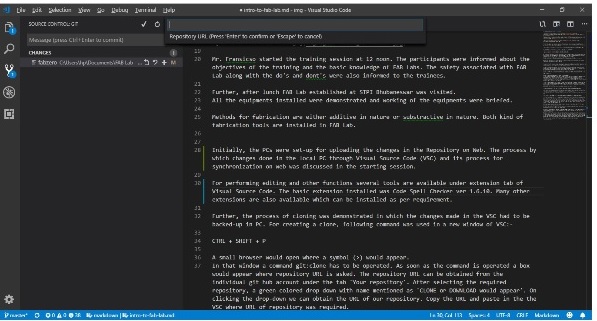 File Edit Selection View Go Debug Terminal Help
• intro-to-fab-lab.md - img - Visual Studio Code
SOURCE CONTROL: GIT
Repository URL (Press 'Enter' to confirm or 'Escape' to cancel)
Message (press Ctrl+Enter to commit)
CHANGES 1
fabtero C:\Users\hp\Documents\FAB Lab ... M
19
20 Mr. Fransisco started the training session at 12 noon. The participants were informed about the
objectives of the training and the basic knowledge of FAB Labs. The safety associated with FAB
Lab along with the do's and dont's were also informed to the trainees.
21
22 Further, after lunch FAB Lab established at STPI Bhubaneswar was visited.
23 All the equipments installed were demonstrated and working of the equipments were briefed.
24
25 Methods for fabrication are either additive in nature or substractive in nature. Both kind of
fabrication tools are installed in FAB Lab.
26
27
28 Initially, the PCs were set-up for uploading the changes in the Repository on Web. The process by
which changes done in the local PC through Visual Source Code (VSC) and its process for
synchronization on web was discussed in the starting session.
29
30 For performing editing and other functions several tools are available under extension tab of
Visual Source Code. The basic extension installed was Code Spell Checker ver 1.6.10. Many other
extensions are also available which can be installed as per requirement.
31
32 Further, the process of cloning was demonstrated in which the changes made in the VSC had to be
backed-up in PC. For creating a clone, following command was used in a new window of VSC:-
33
34 CTRL + SHIFT + P
35
36 A small browser would open where a symbol (>) would appear.
37 In that window a command git:clone has to be operated. As soon as the command is operated a box
would appear where repository URL is asked. The repository URL can be obtained from the
individual git hub account under the tab 'Your repository'. After selecting the required
repository, a green colored drop down with name mentioned as 'CLONE or DOWNLOAD would appear'. On
clicking the drop-down we can obtain the URL of our repository. Copy the URL and paste in the the
VSC where URL of repository was required.
master* 0 0 38 markdown intro-to-fab-lab.md Ln 30, Col 113 Spaces: 4 UTF-8 CRLF Markdown